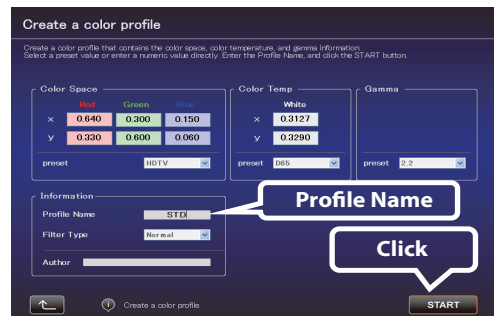 Create a color profile
Create a color profile that contains the color space, color temperature, and gamma information.
Select a preset value or enter a numeric value directly. Enter the Profile Name, and click the START button.
Color Space
Color Temp
Gamma
Red Green Blue
White
× 0.640 0.300 0.150
× 0.3127
y 0.330 0.600 0.060
y 0.3290
preset HDTV
preset D65
preset 2.2
Information
Profile Name STD
Profile Name
Filter Type Normal
Click
Author
Create a color profile.
START